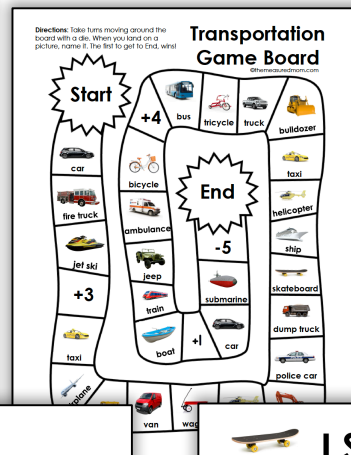 Directions: Take turns moving around the
board with a die. When you land on a
picture, name it. The first to get to End, wins!
Transportation
Game Board
©themeasuredmom.com
Start
car
fire truck
jet ski
+3
taxi
van
police car
dump truck
skateboard
ship
helicopter
taxi
bulldozer
truck
tricycle
bus
+4
bicycle
ambulance
jeep
train
boat
+1
car
submarine
-5
End